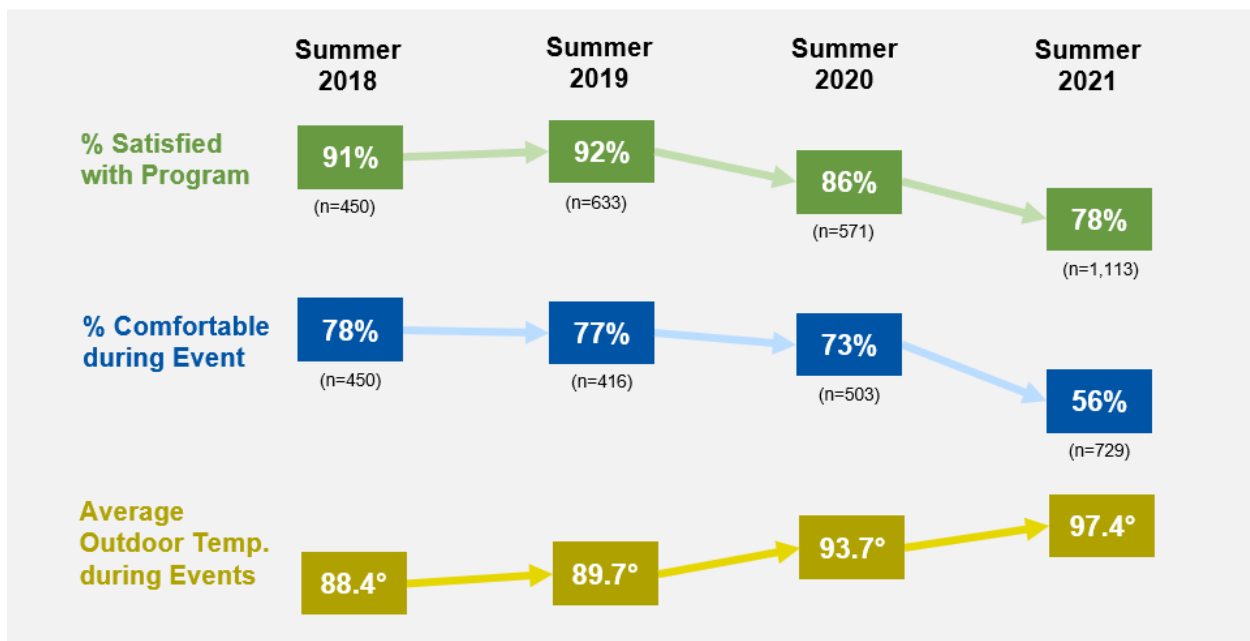 Summer
2018
Summer
2019
Summer
2020
Summer
2021
% Satisfied
with Program
91%
(n=450)
92%
(n=633)
86%
(n=571)
78%
(n=1,113)
% Comfortable
during Event
78%
(n=450)
77%
(n=416)
73%
(n=503)
56%
(n=729)
Average
Outdoor Temp.
during Events
88.4°
89.7°
93.7°
97.4°